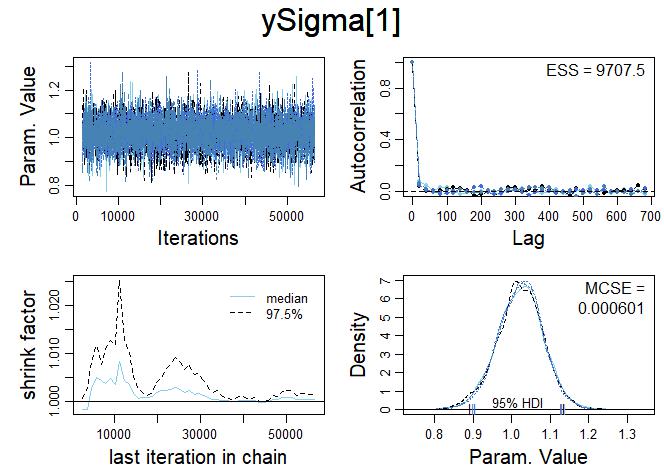 ySigma[1]
Param. Value
0.8
1.0
1.2
0
10000
30000
50000
Iterations
Autocorrelation
0.0
0.4
0.8
ESS = 9707.5
0 100 200 300 400 500 600 700
Lag
shrink factor
1.000
1.010
1.020
median
97.5%
10000
30000
50000
last iteration in chain
Density
0 1 2 3 4 5 6 7
MCSE =
0.000601
95% HDI
0.8 0.9 1.0 1.1 1.2 1.3
Param. Value